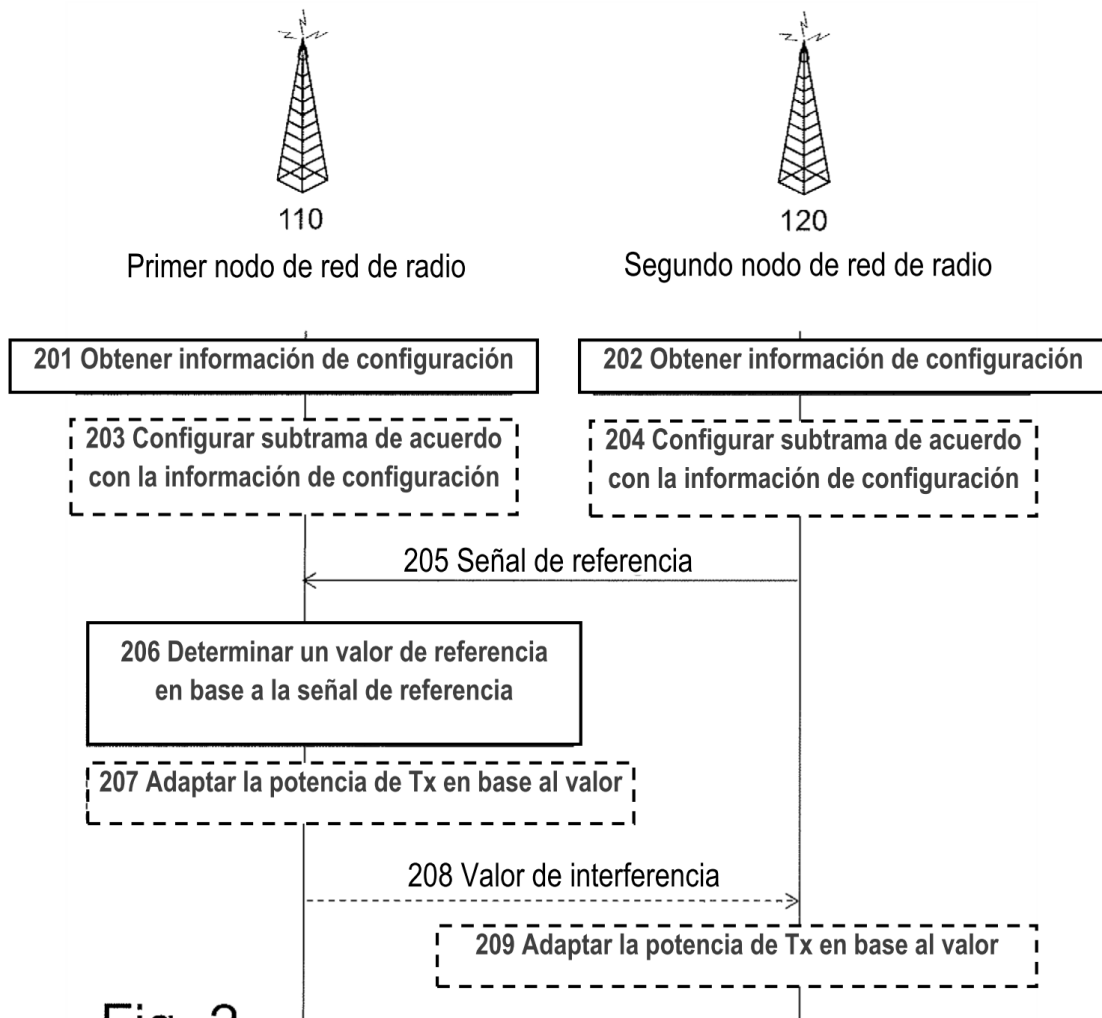 110
120
Primer nodo de red de radio
Segundo nodo de red de radio
201 Obtener información de configuración
202 Obtener información de configuración
203 Configurar subtrama de acuerdo
con la información de configuración
204 Configurar subtrama de acuerdo
con la información de configuración
205 Señal de referencia
206 Determinar un valor de referencia
en base a la señal de referencia
207 Adaptar la potencia de Tx en base al valor
208 Valor de interferencia
209 Adaptar la potencia de Tx en base al valor